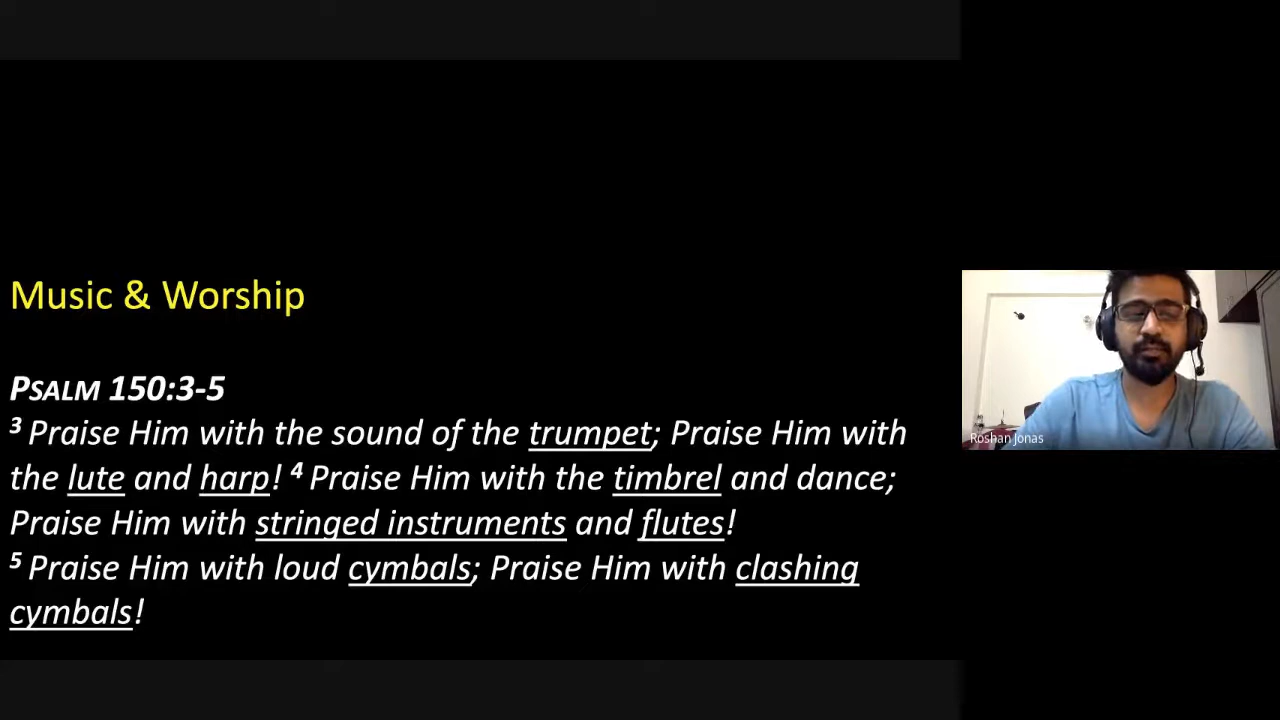 Music & Worship
PSALM 150:3-5
3 Praise Him with the sound of the trumpet; Praise Him with
the lute and harp! 4 Praise Him with the timbrel and dance;
Praise Him with stringed instruments and flutes!
5 Praise Him with loud cymbals; Praise Him with clashing
cymbals!
Roshan Jonas